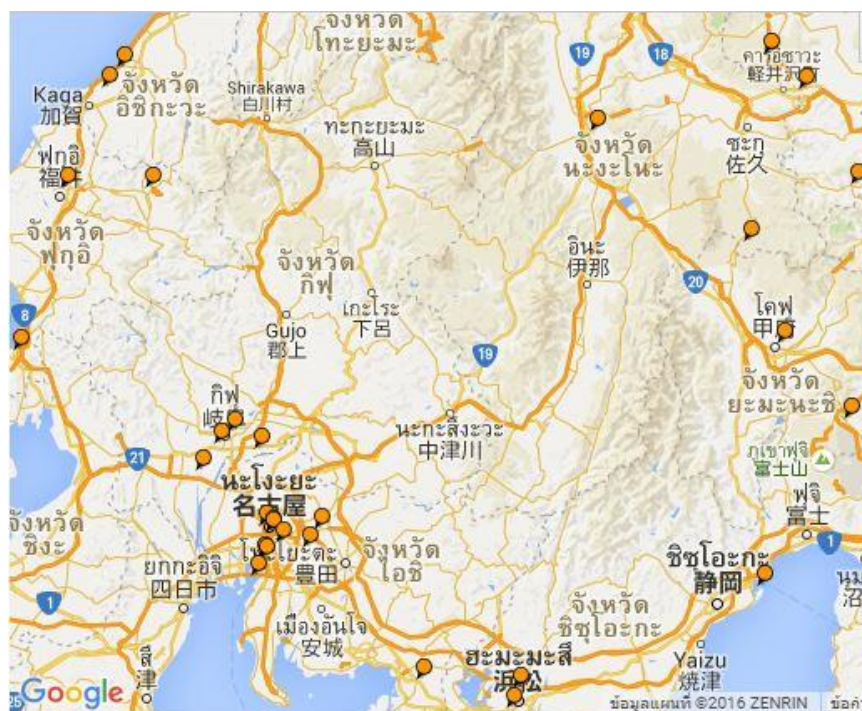 จังหวัด
โทะยะมะ
19
18
คารุอิซาวะ
軽井沢町
จังหวัด
อิชิกะวะ
Kaga
加賀
Shirakawa
白川村
ทะกะยะมะ
高山
จังหวัด
นะงะโนะ
ซะกุ
佐久
ฟุกุอิ
福井
จังหวัด
ฟุกุอิ
จังหวัด
กิฟุ
อินะ
伊那
20
8
เกะโระ
下呂
Gujo
郡上
โคฟุ
19
จังหวัด
ยะมะนะชิ
กิฟุ
นะกะสึงะวะ
中津川
21
ภูเขาฟุจิ
富士山
นะโงะยะ
名古屋
ฟุจิ
富士
1
จังหวัด
ชิงะ
ยกกะอิจิ
四日市
豊田
จังหวัด
ไอชิ
ชิซุโอะกะ
静岡
1
เมืองอันโจ
安城
จังหวัด
ชิซุโอะกะ
สึ
津
ฮะมะมะสึ
浜松
Yaizu
焼津
25
Google
ข้อมูลแผนที่ ©2016 ZENRIN